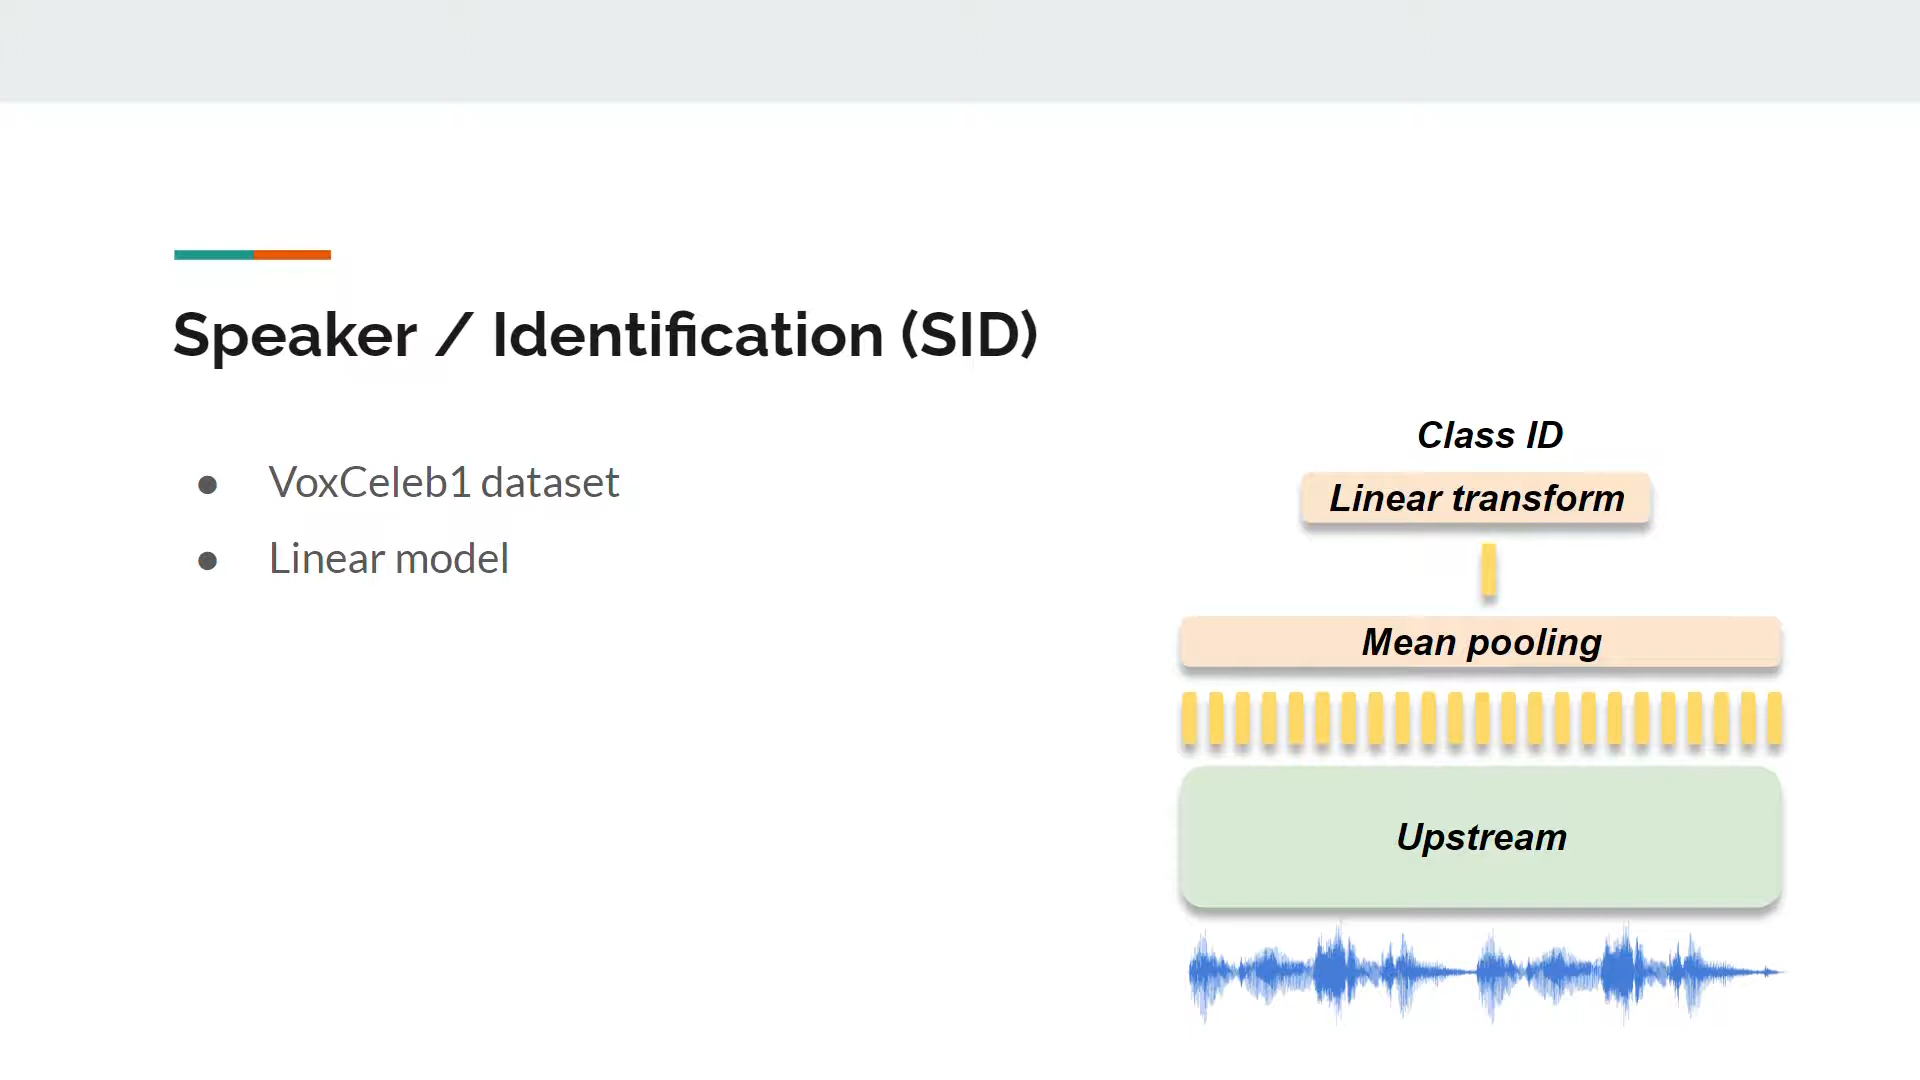 Speaker / Identification (SID)
● VoxCeleb1 dataset
● Linear model
Class ID
Linear transform
Mean pooling
Upstream